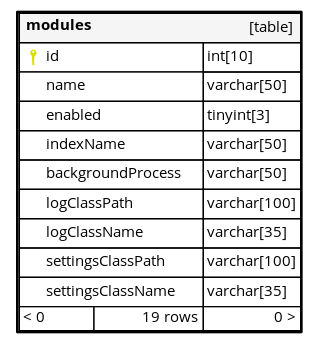 modules [table]
id int[10]
name varchar[50]
enabled tinyint[3]
indexName varchar[50]
backgroundProcess varchar[50]
logClassPath varchar[100]
logClassName varchar[35]
settingsClassPath varchar[100]
settingsClassName varchar[35]
< 0 19 rows 0 >